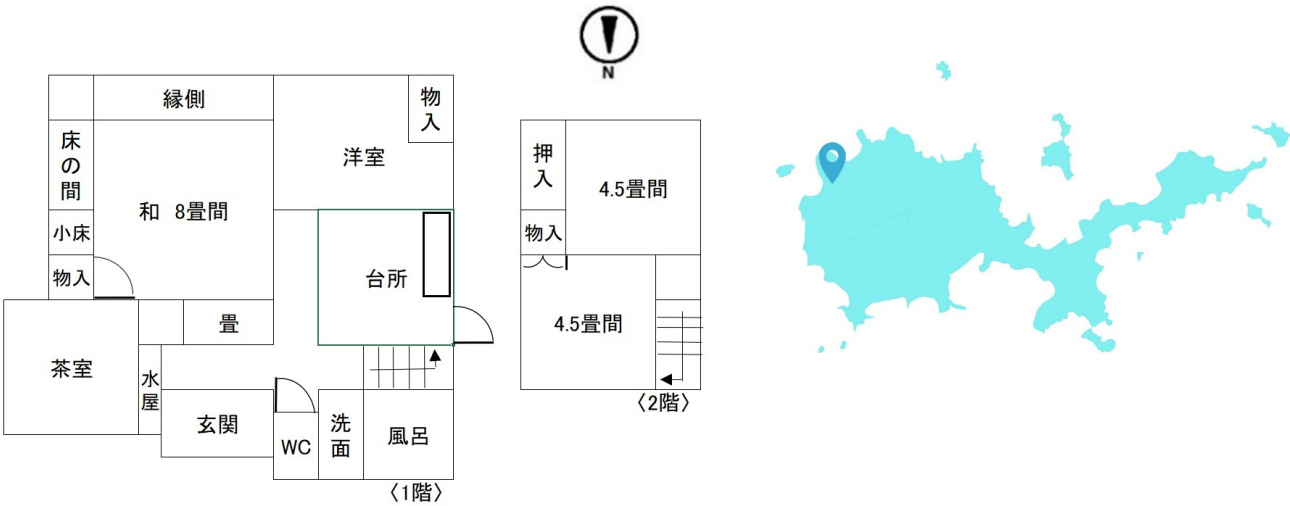 N
縁側
物入
床の間
洋室
和 8畳間
小床
物入
台所
畳
茶室
水屋
玄関
WC
洗面
風呂
〈1階〉
押入
4.5畳間
物入
4.5畳間
〈2階〉